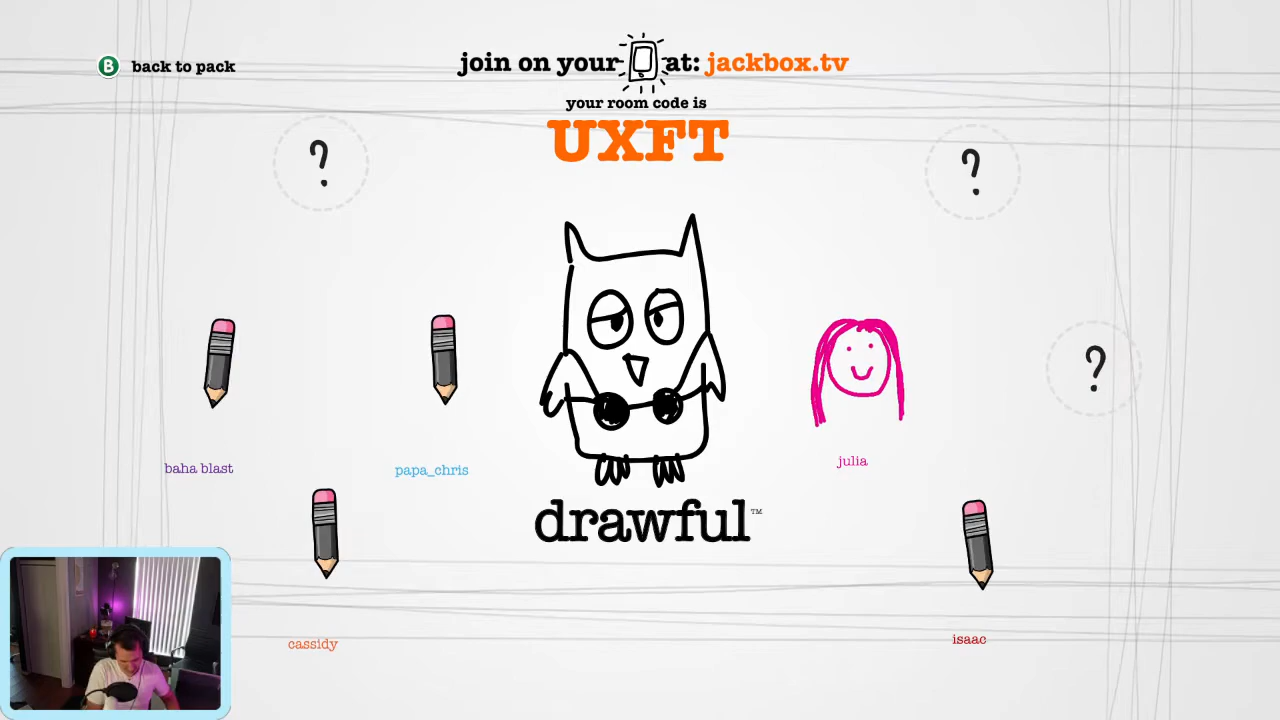 B back to pack
join on your at: jackbox.tv
your room code is
UXFT
?
?
?
baha blast
papa_chris
julia
drawful™
cassidy
isaac